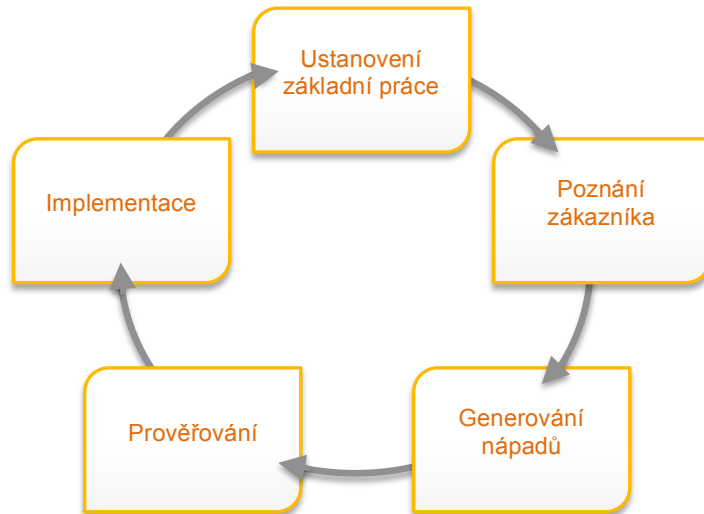 Ustanovení
základní práce
Poznání
zákazníka
Generování
nápadů
Prověřování
Implementace